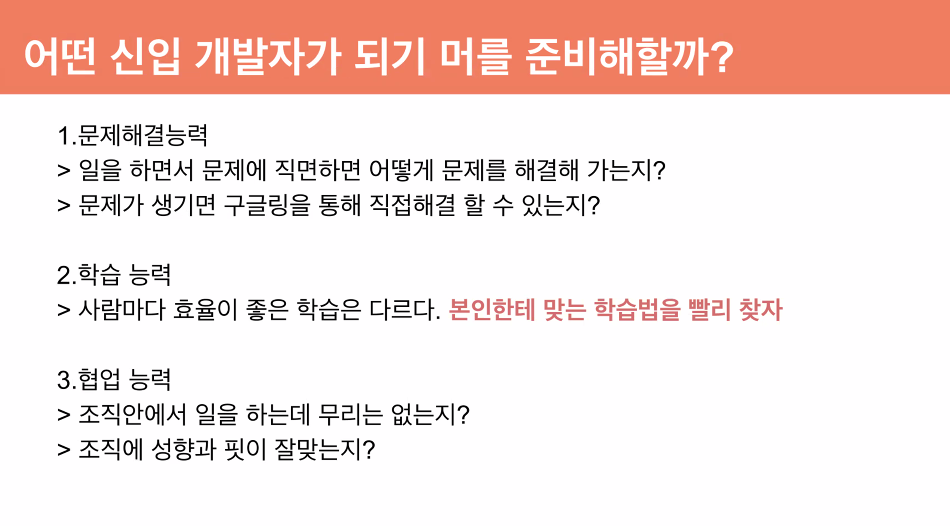 어떤 신입 개발자가 되기 머를 준비해할까?
1.문제해결능력
> 일을 하면서 문제에 직면하면 어떻게 문제를 해결해 가는지?
> 문제가 생기면 구글링을 통해 직접해결 할 수 있는지?
2.학습 능력
> 사람마다 효율이 좋은 학습은 다르다. 본인한테 맞는 학습법을 빨리 찾자
3.협업 능력
> 조직안에서 일을 하는데 무리는 없는지?
> 조직에 성향과 핏이 잘맞는지?